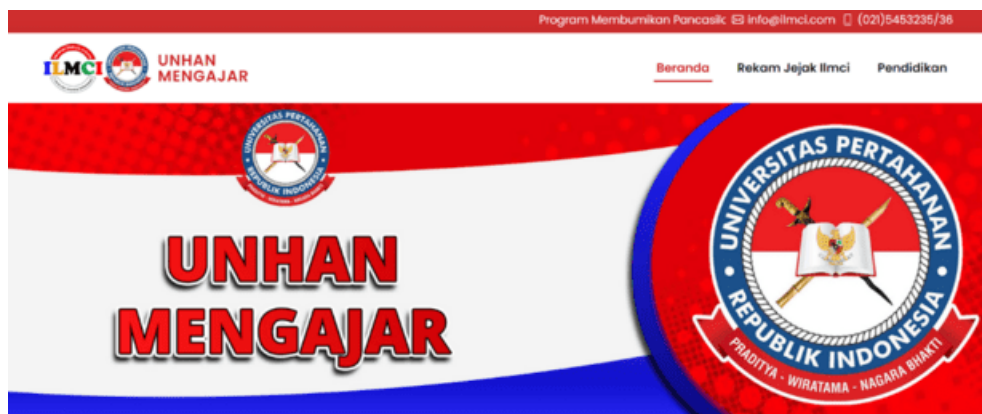 Program Membumikan Pancasil info@ilmci.com (021)5453235/36
ILMCI
UNHAN
MENGAJAR
Beranda Rekam Jejak Ilmci Pendidikan
UNIVERSITAS PERTAHANAN
REPUBLIK INDONESIA
UNHAN
MENGAJAR
UNIVERSITAS PERTAHANAN
REPUBLIK INDONESIA
PRADITYA - WIRATAMA - NAGARA BHAKTI